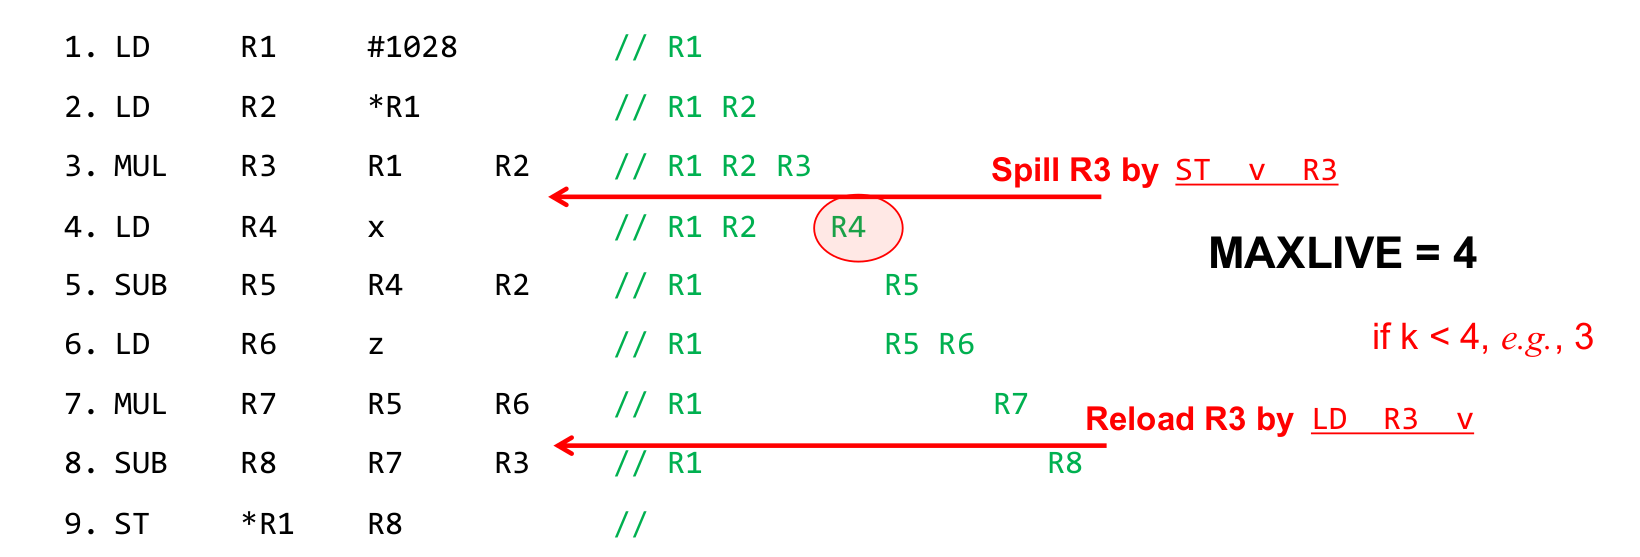 1. LD R1 #1028 // R1
2. LD R2 *R1 // R1 R2
3. MUL R3 R1 R2 // R1 R2 R3
Spill R3 by ST v R3
4. LD R4 x // R1 R2 R4
MAXLIVE = 4
5. SUB R5 R4 R2 // R1 R5
6. LD R6 z // R1 R5 R6
if k < 4, e.g., 3
7. MUL R7 R5 R6 // R1 R7
Reload R3 by LD R3 v
8. SUB R8 R7 R3 // R1 R8
9. ST *R1 R8 //